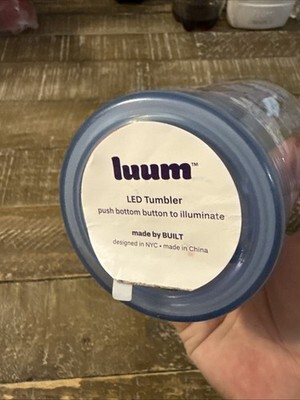 luum™
LED Tumbler
push bottom button to illuminate
made by BUILT
designed in NYC • made in China